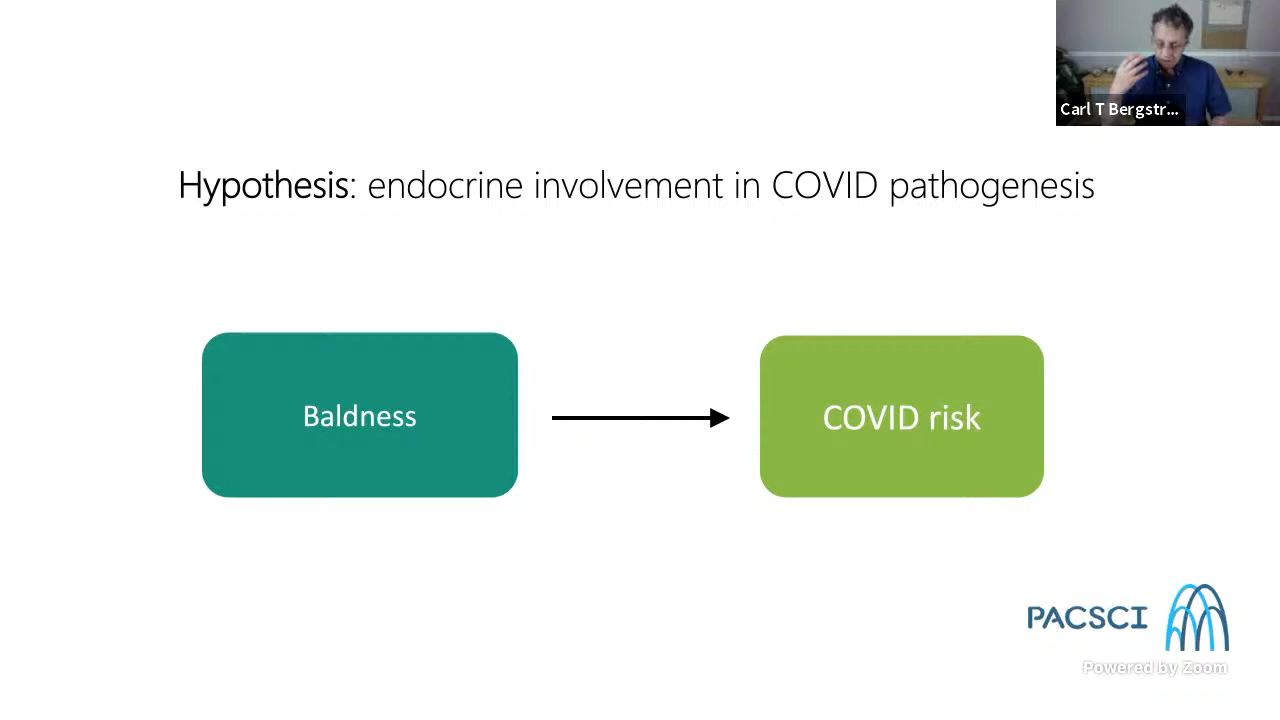 Carl T Bergstr...
Hypothesis: endocrine involvement in COVID pathogenesis
Baldness
COVID risk
PACSCI
Powered by Zoom